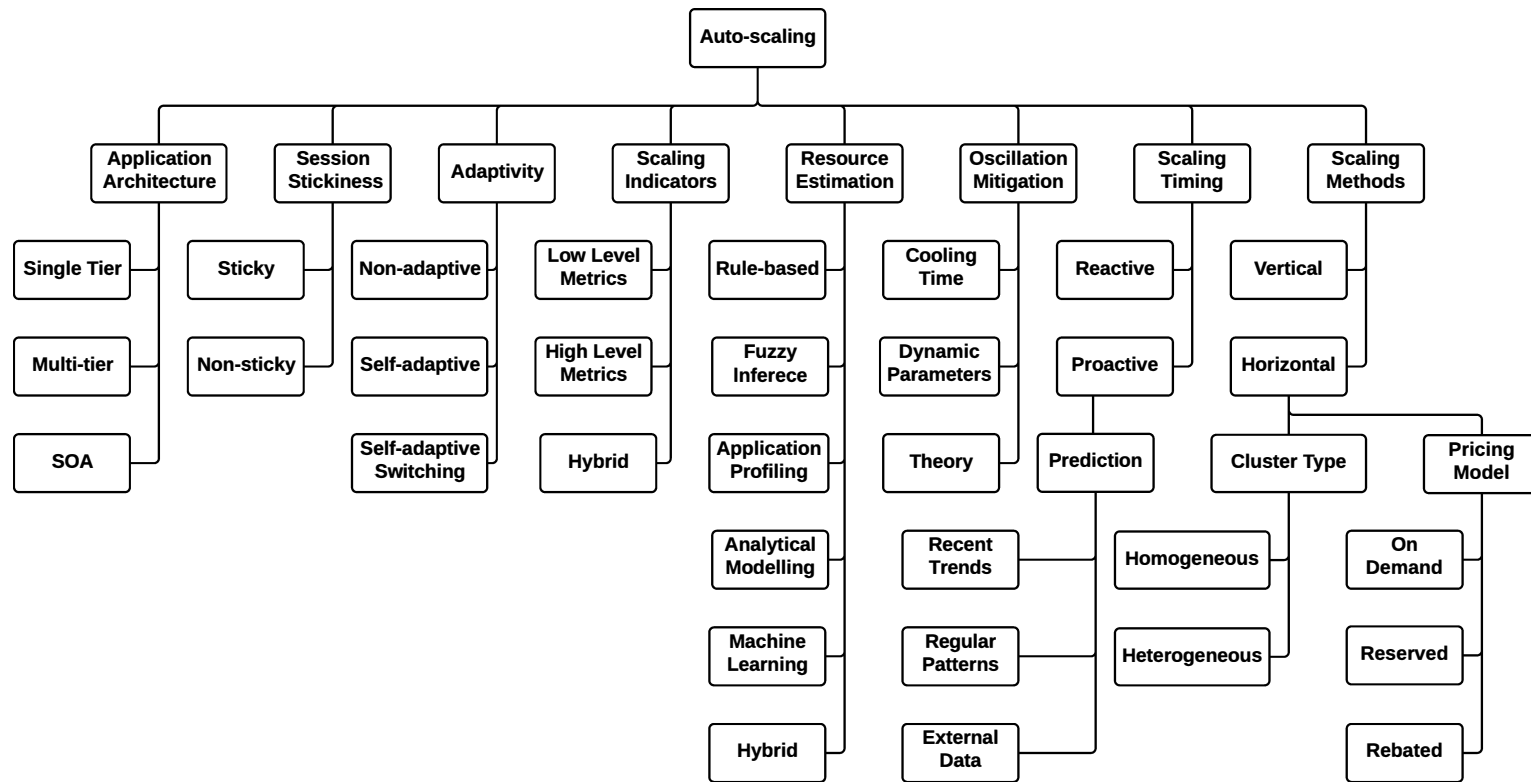 Auto-scaling
Application
Architecture
Session
Stickiness
Adaptivity
Scaling
Indicators
Resource
Estimation
Oscillation
Mitigation
Scaling
Timing
Scaling
Methods
Single Tier
Sticky
Non-adaptive
Low Level
Metrics
Rule-based
Cooling
Time
Reactive
Vertical
Multi-tier
Non-sticky
Self-adaptive
High Level
Metrics
Fuzzy
Inferece
Dynamic
Parameters
Proactive
Horizontal
SOA
Self-adaptive
Switching
Hybrid
Application
Profiling
Theory
Prediction
Cluster Type
Pricing
Model
Analytical
Modelling
Recent
Trends
Homogeneous
On
Demand
Machine
Learning
Regular
Patterns
Heterogeneous
Reserved
Hybrid
External
Data
Rebated